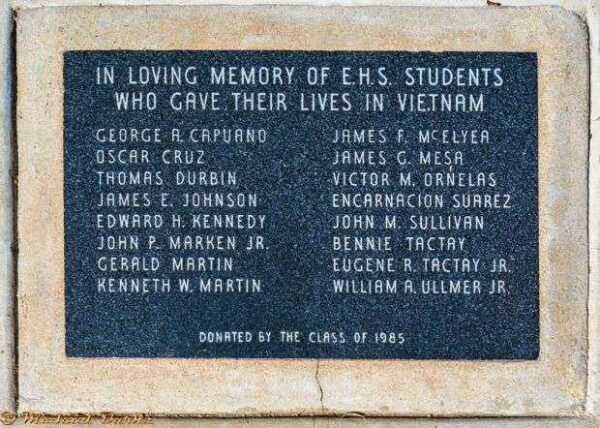 IN LOVING MEMORY OF E.H.S. STUDENTS
WHO GAVE THEIR LIVES IN VIETNAM
GEORGE A. CAPUANO
OSCAR CRUZ
THOMAS DURBIN
JAMES E. JOHNSON
EDWARD H. KENNEDY
JOHN P. MARKEN JR.
GERALD MARTIN
KENNETH W. MARTIN
JAMES F. McELYEA
JAMES G. MESA
VICTOR M. ORNELAS
ENCARNACION SUAREZ
JOHN M. SULLIVAN
BENNIE TACTAY
EUGENE R. TACTAY JR.
WILLIAM A. ULLMER JR.
DONATED BY THE CLASS OF 1985
© Michael